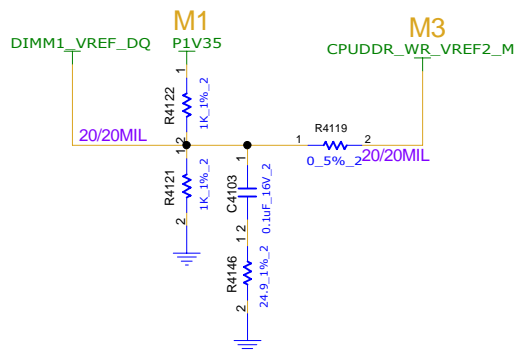 M1
M3
DIMM1_VREF_DQ
P1V35
CPUDDR_WR_VREF2_M
1
R4122
1K_1%_2
2
20/20MIL
1
R4119
2
0_5%_2
20/20MIL
1
R4121
1K_1%_2
2
1
C4103
0.1uF_16V_2
2
1
R4146
24.9_1%_2
2